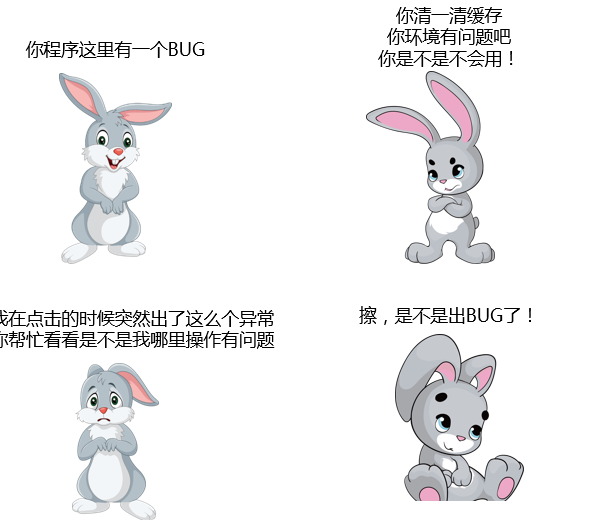 你程序这里有一个BUG
你清一清缓存
你环境有问题吧
你是不是不会用！
我在点击的时候突然出了这么个异常
你帮忙看看是不是我哪里操作有问题
擦，是不是出BUG了！